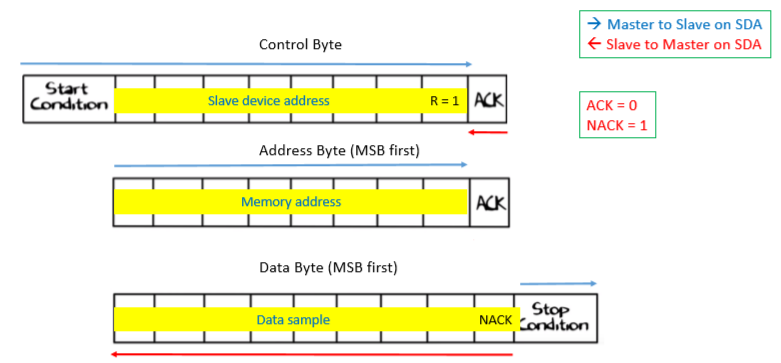 Control Byte
→ Master to Slave on SDA
← Slave to Master on SDA
Start
Condition
Slave device address
R = 1
ACK
ACK = 0
NACK = 1
Address Byte (MSB first)
Memory address
ACK
Data Byte (MSB first)
Data sample
NACK
Stop
Condition